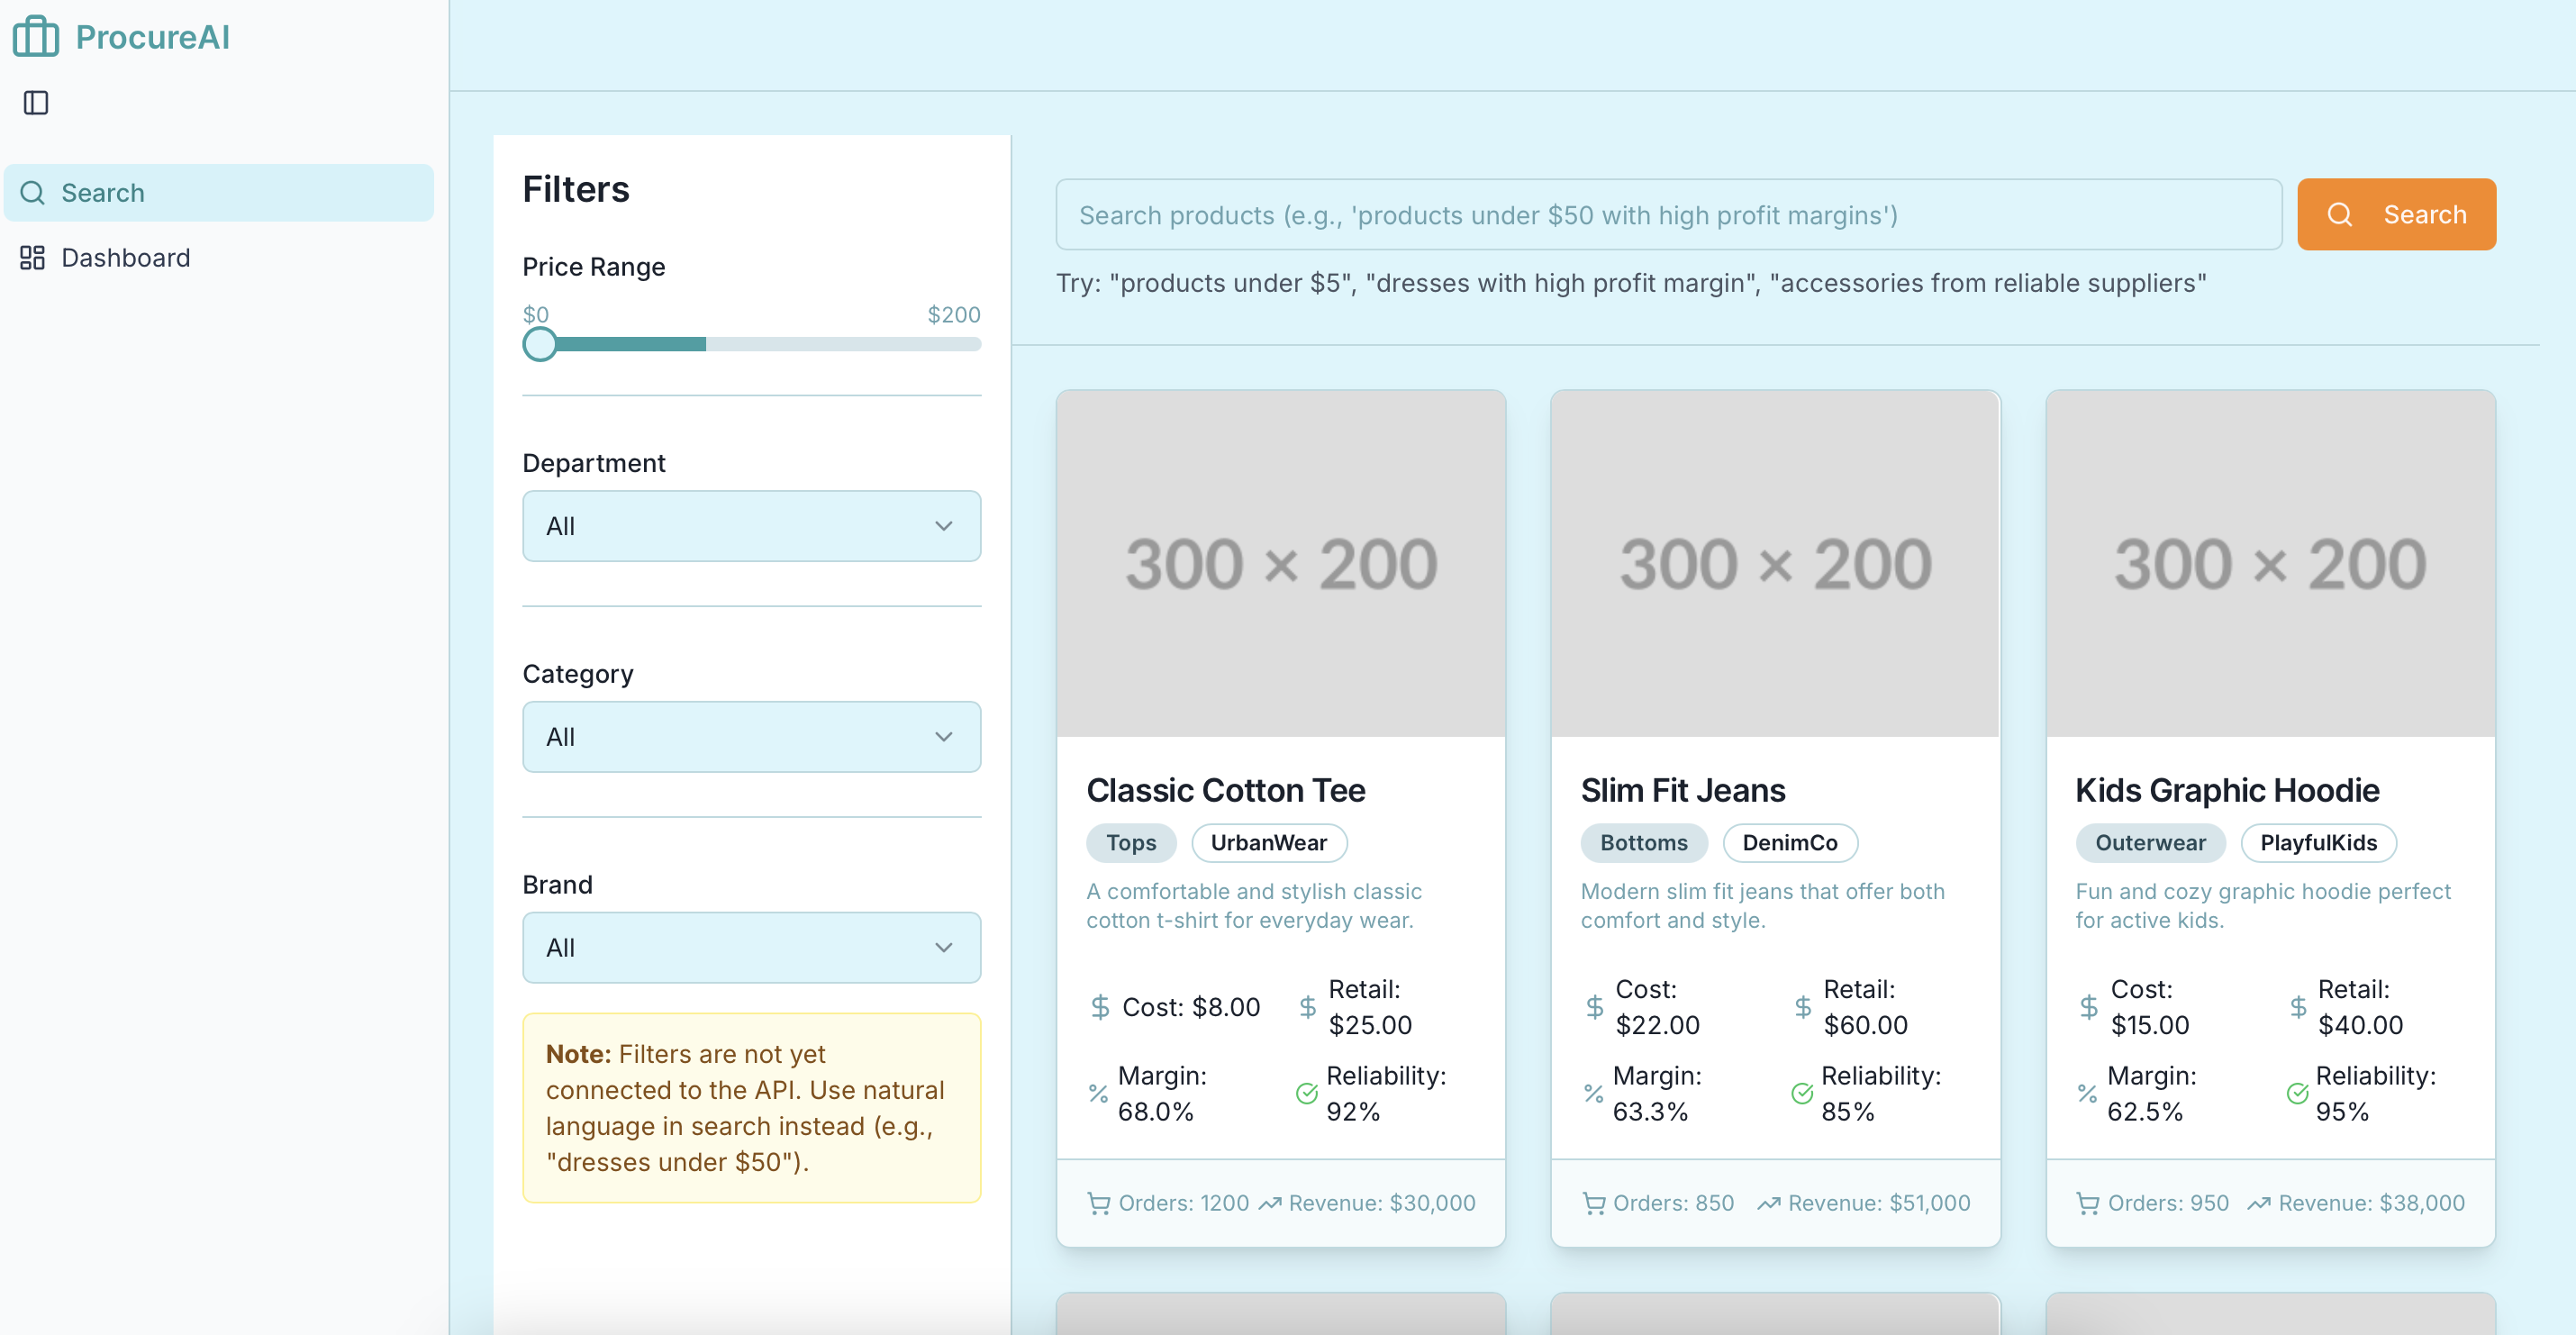 ProcureAI
Search
Dashboard
Filters
Price Range
$0 $200
Department
All
Category
All
Brand
All
Note: Filters are not yet
connected to the API. Use natural
language in search instead (e.g.,
"dresses under $50").
Search products (e.g., 'products under $50 with high profit margins')
Search
Try: "products under $5", "dresses with high profit margin", "accessories from reliable suppliers"
300 × 200
Classic Cotton Tee
Tops UrbanWear
A comfortable and stylish classic
cotton t-shirt for everyday wear.
Cost: $8.00
Retail:
$25.00
Margin:
68.0%
Reliability:
92%
Orders: 1200 Revenue: $30,000
300 × 200
Slim Fit Jeans
Bottoms DenimCo
Modern slim fit jeans that offer both
comfort and style.
Cost:
$22.00
Retail:
$60.00
Margin:
63.3%
Reliability:
85%
Orders: 850 Revenue: $51,000
300 × 200
Kids Graphic Hoodie
Outerwear PlayfulKids
Fun and cozy graphic hoodie perfect
for active kids.
Cost:
$15.00
Retail:
$40.00
Margin:
62.5%
Reliability:
95%
Orders: 950 Revenue: $38,000